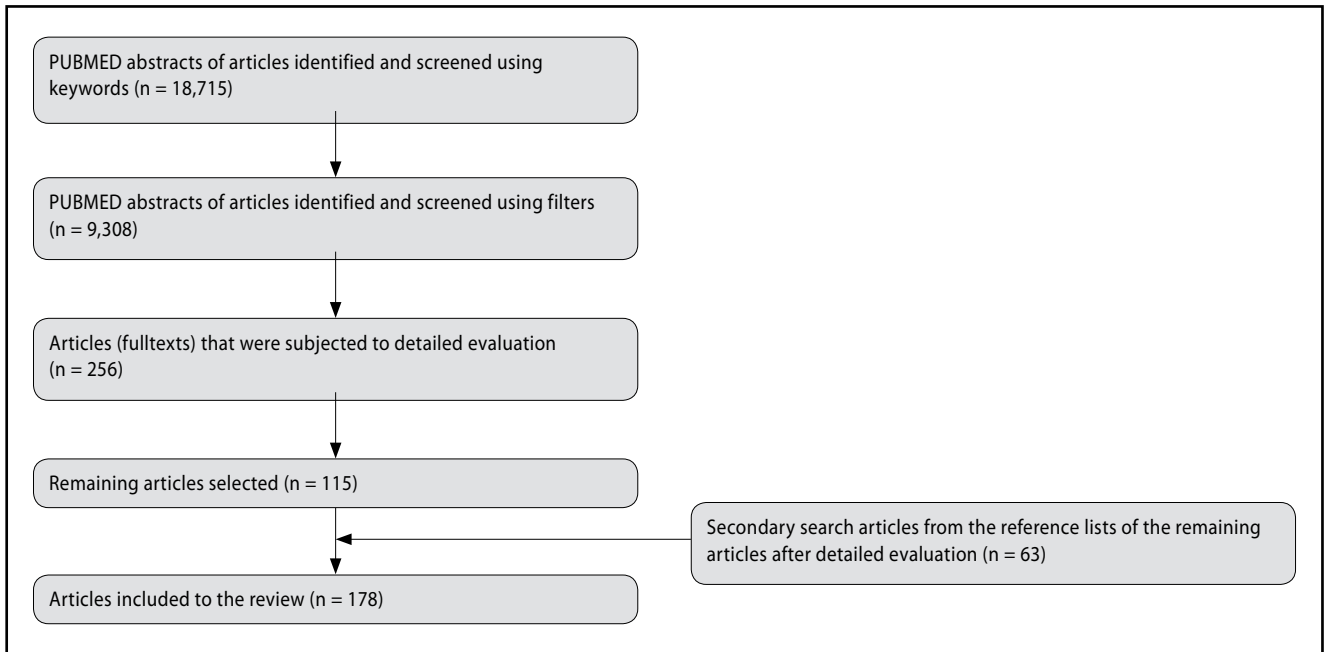 PUBMED abstracts of articles identified and screened using
keywords (n = 18,715)
PUBMED abstracts of articles identified and screened using filters
(n = 9,308)
Articles (fulltexts) that were subjected to detailed evaluation
(n = 256)
Remaining articles selected (n = 115)
Secondary search articles from the reference lists of the remaining
articles after detailed evaluation (n = 63)
Articles included to the review (n = 178)